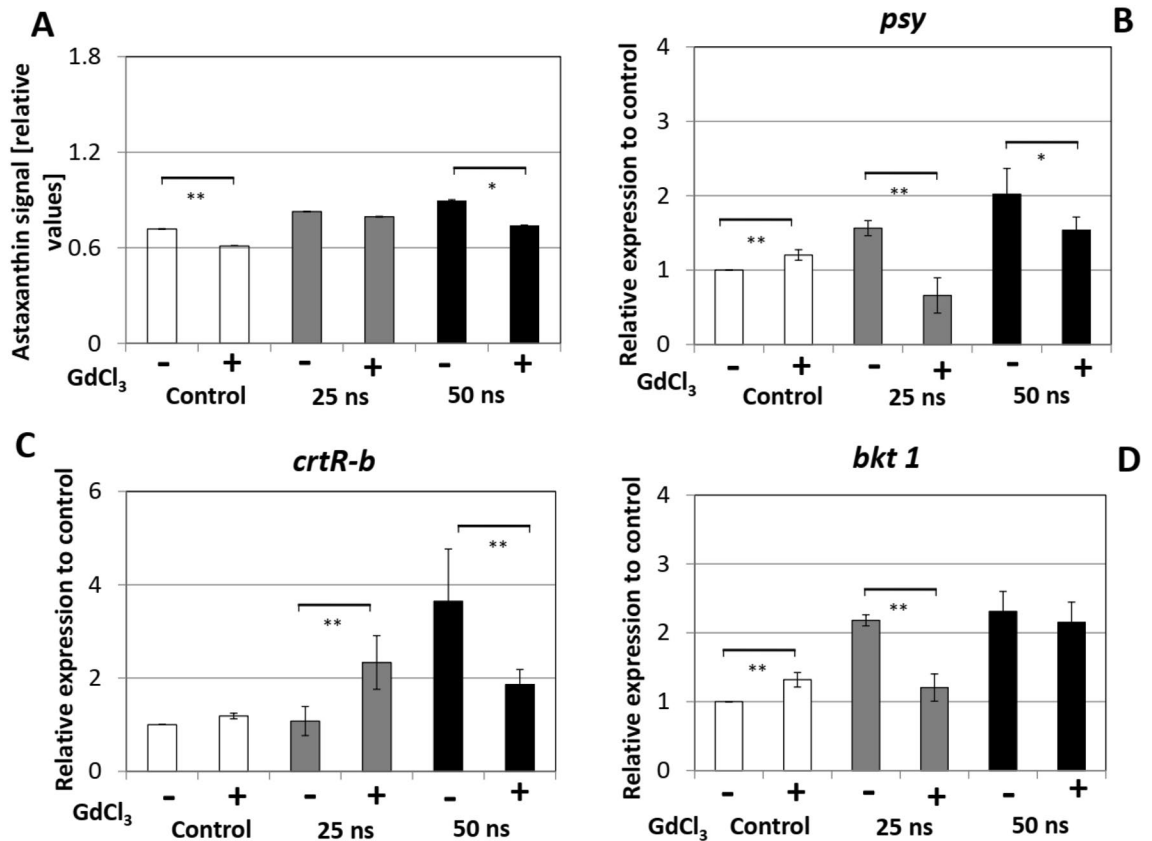 A
Astaxanthin signal [relative
values]
1.8
1.2
0.6
0
**
*
- + - + - +
GdCl3
Control 25 ns 50 ns
psy B
Relative expression to control
4
3
2
1
0
**
**
*
- + - + - +
GdCl3
Control 25 ns 50 ns
C crtR-b
Relative expression to control
6
4
2
0
**
**
- + - + - +
GdCl3
Control 25 ns 50 ns
bkt 1 D
Relative expression to control
4
3
2
1
0
**
**
- + - + - +
GdCl3
Control 25 ns 50 ns